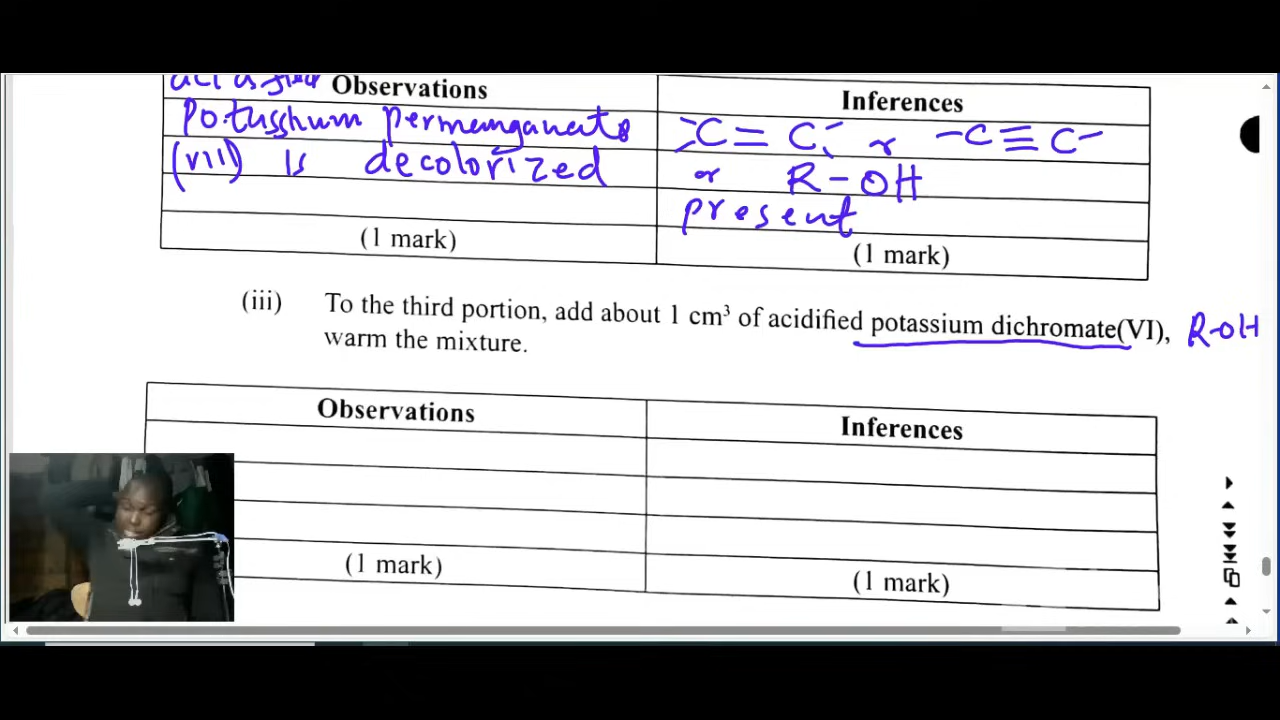 acidified
Observations
Inferences
Potasshum permanganate
(VII) is decolorized
C = C or -C ≡ C-
or R - OH
present
(1 mark)
(1 mark)
(iii) To the third portion, add about 1 cm³ of acidified potassium dichromate(VI), R-OH
warm the mixture.
Observations
Inferences
(1 mark)
(1 mark)